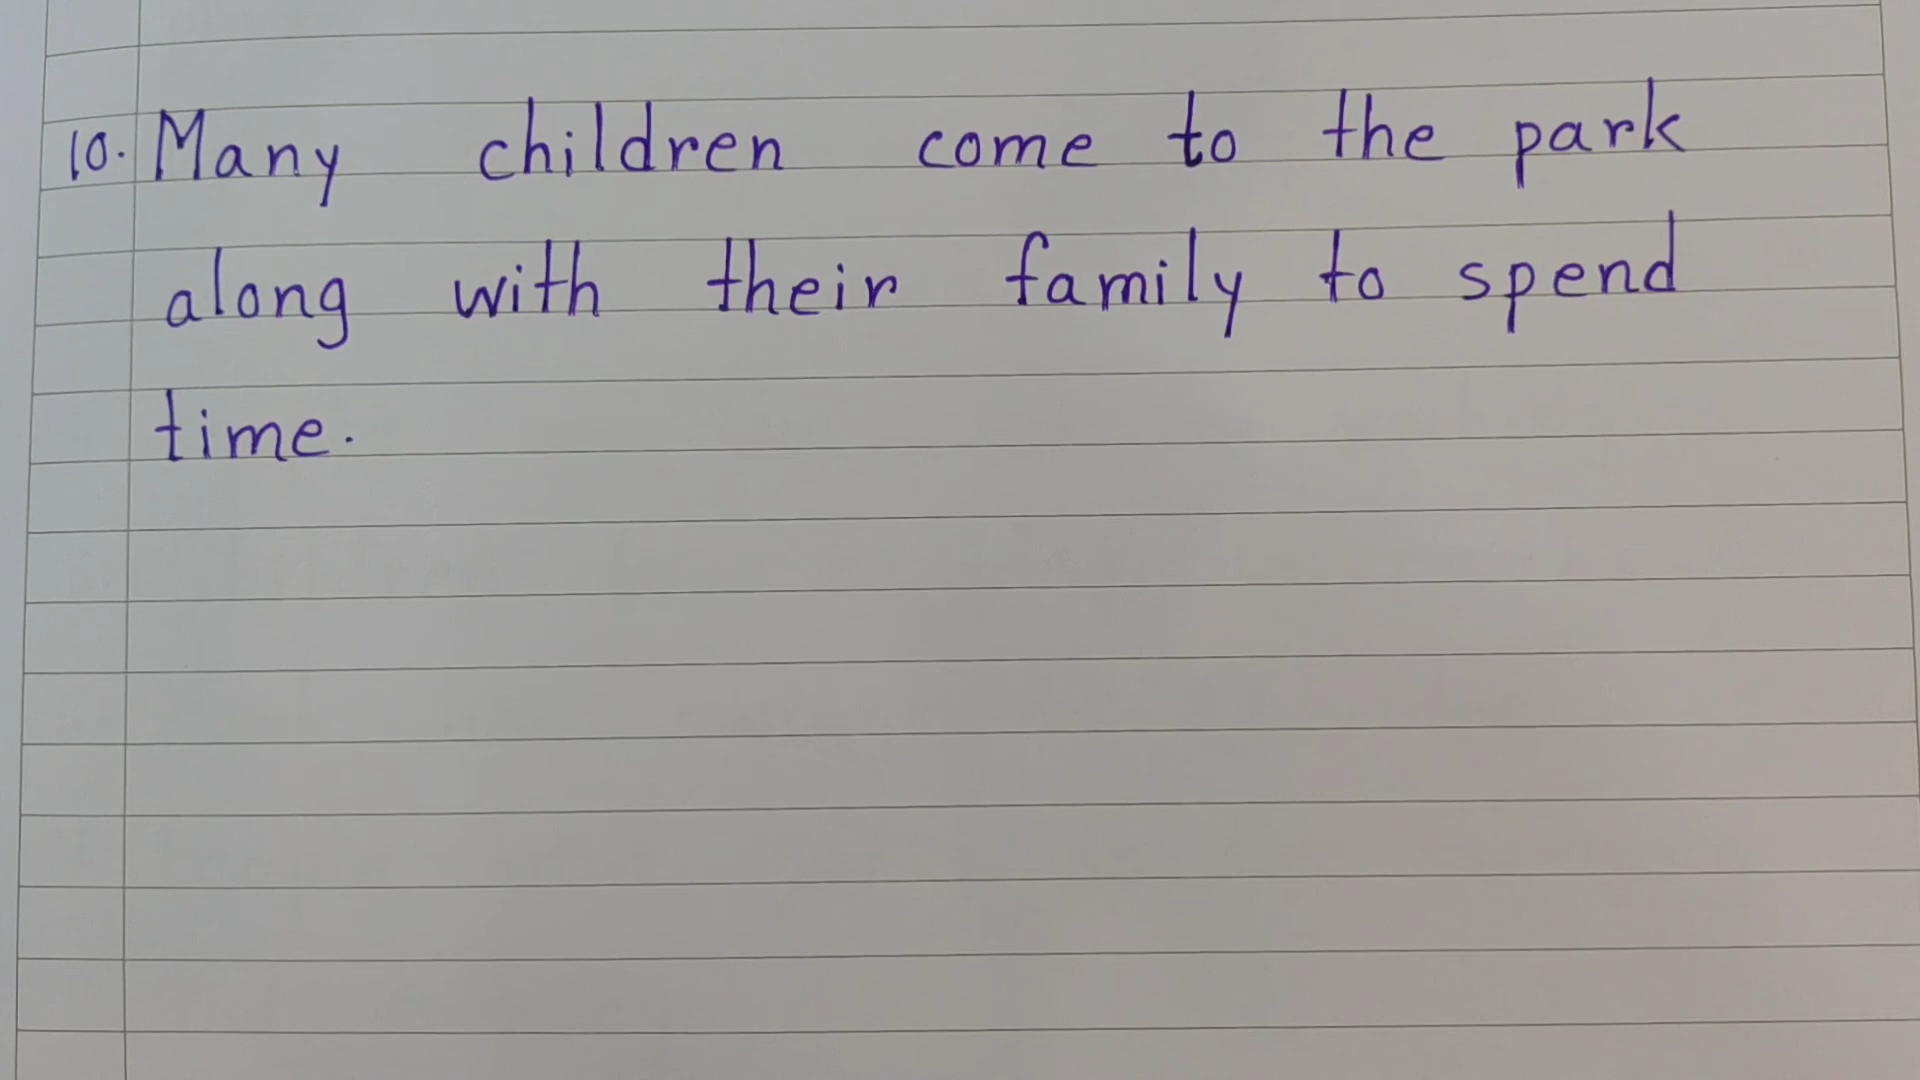 10. Many children come to the park
along with their family to spend
time.